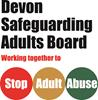 Devon
Safeguarding
Adults Board
Working together to
Stop Adult Abuse